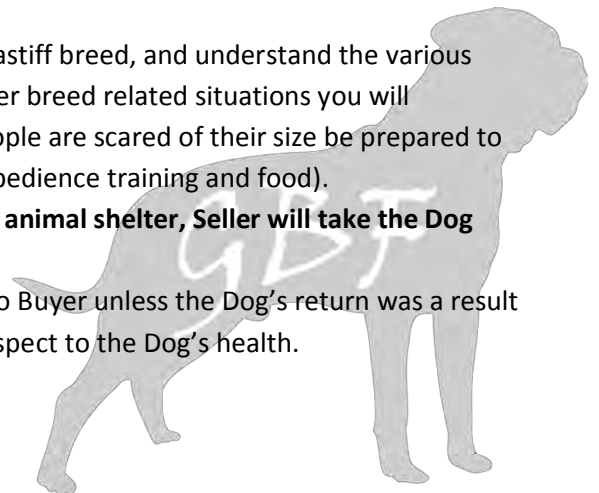 astiff breed, and understand the various
er breed related situations you will
ople are scared of their size be prepared to
bedience training and food).
animal shelter, Seller will take the Dog
GBF
o Buyer unless the Dog's return was a result
spect to the Dog's health.